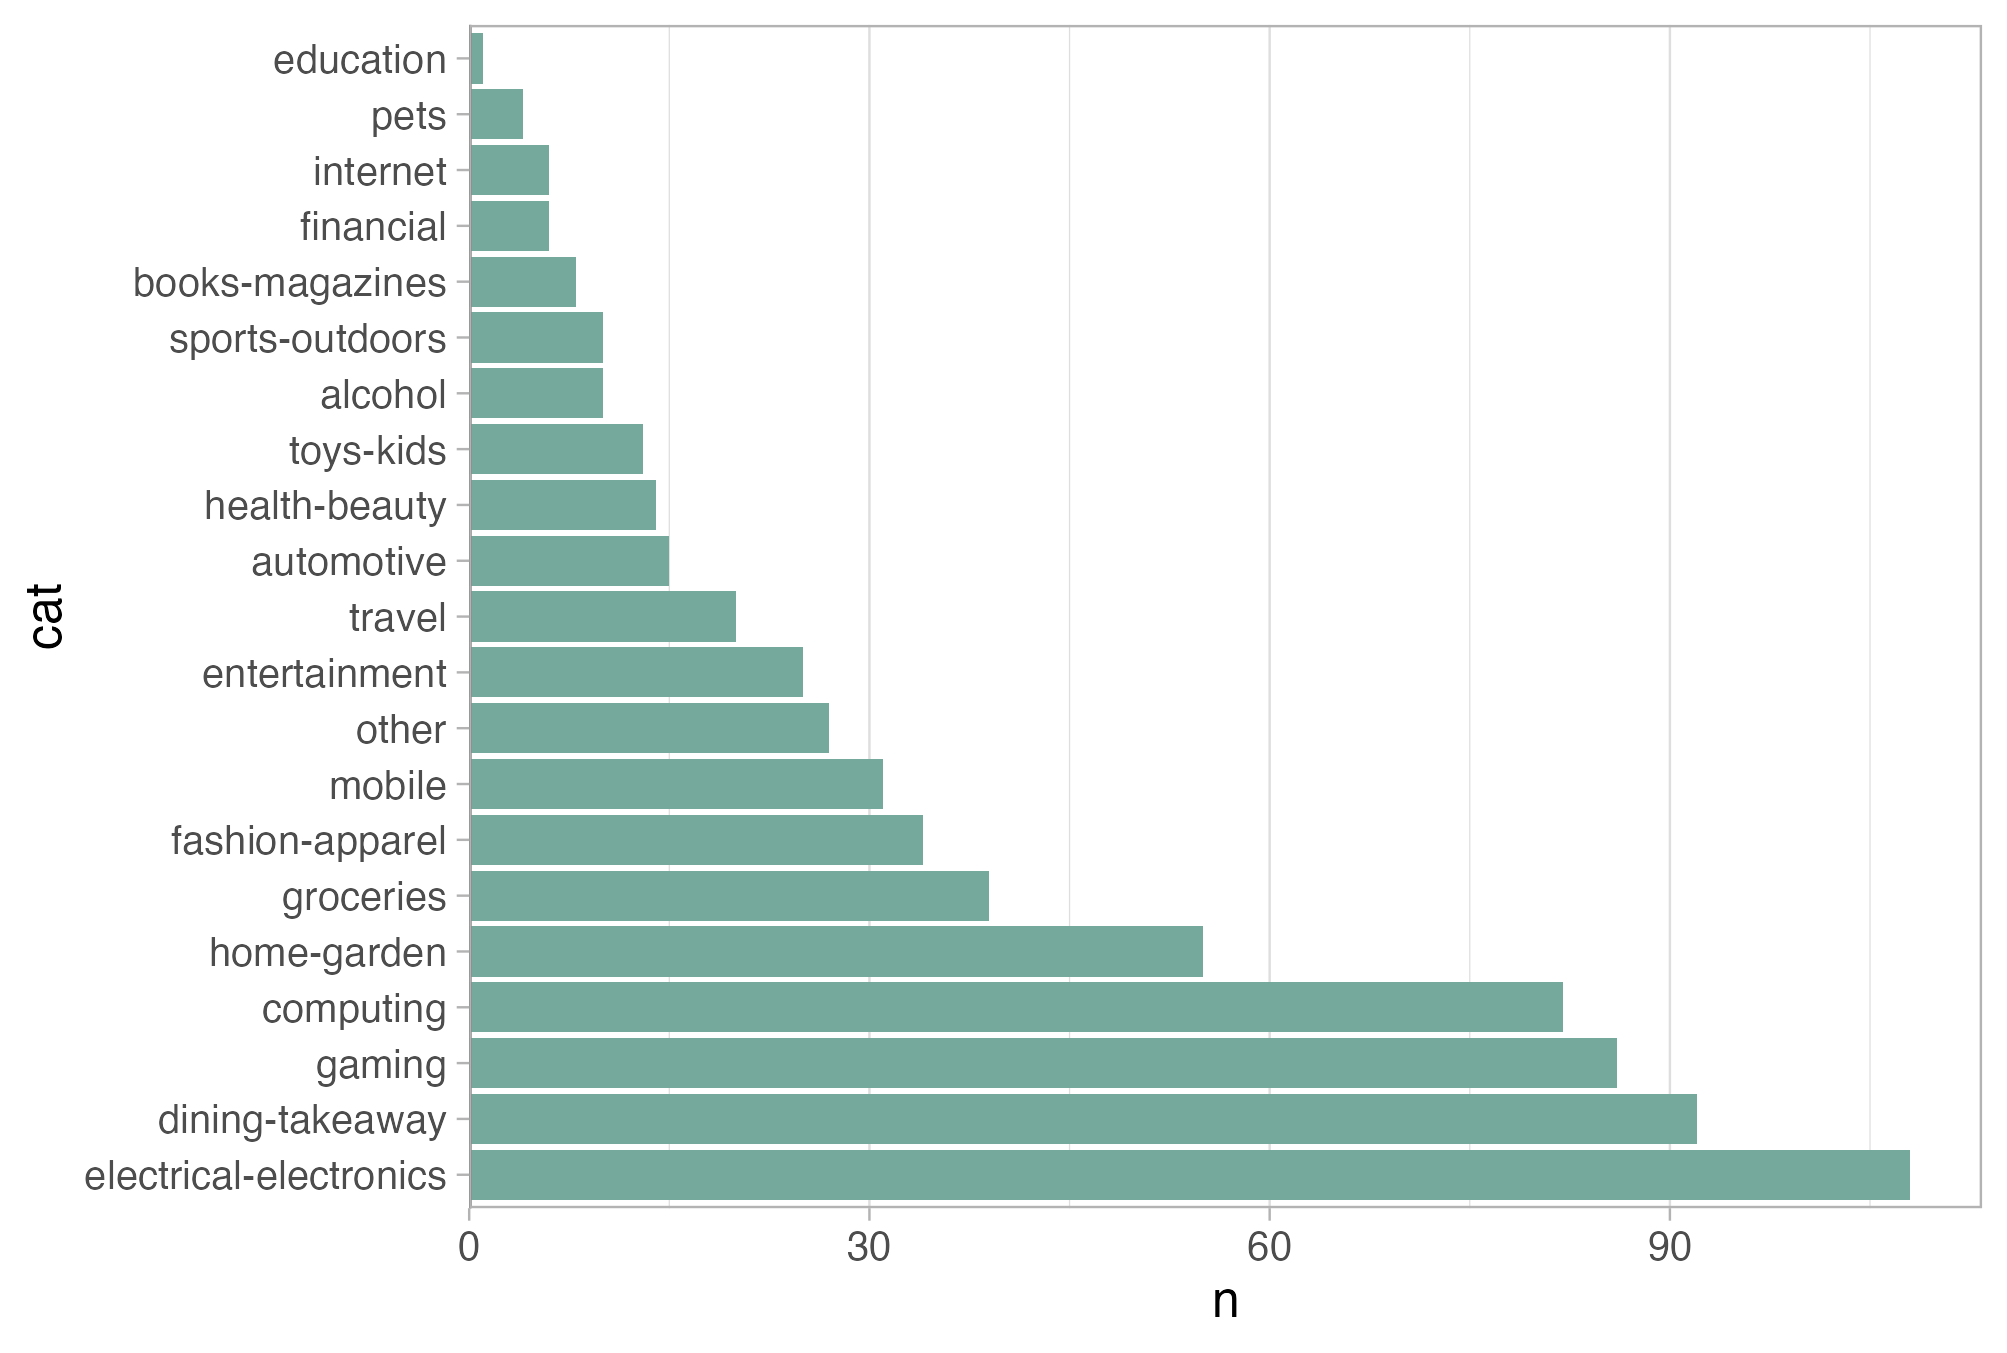 education
pets
internet
financial
books-magazines
sports-outdoors
alcohol
toys-kids
health-beauty
automotive
travel
entertainment
other
mobile
fashion-apparel
groceries
home-garden
computing
gaming
dining-takeaway
electrical-electronics
cat
0 30 60 90
n